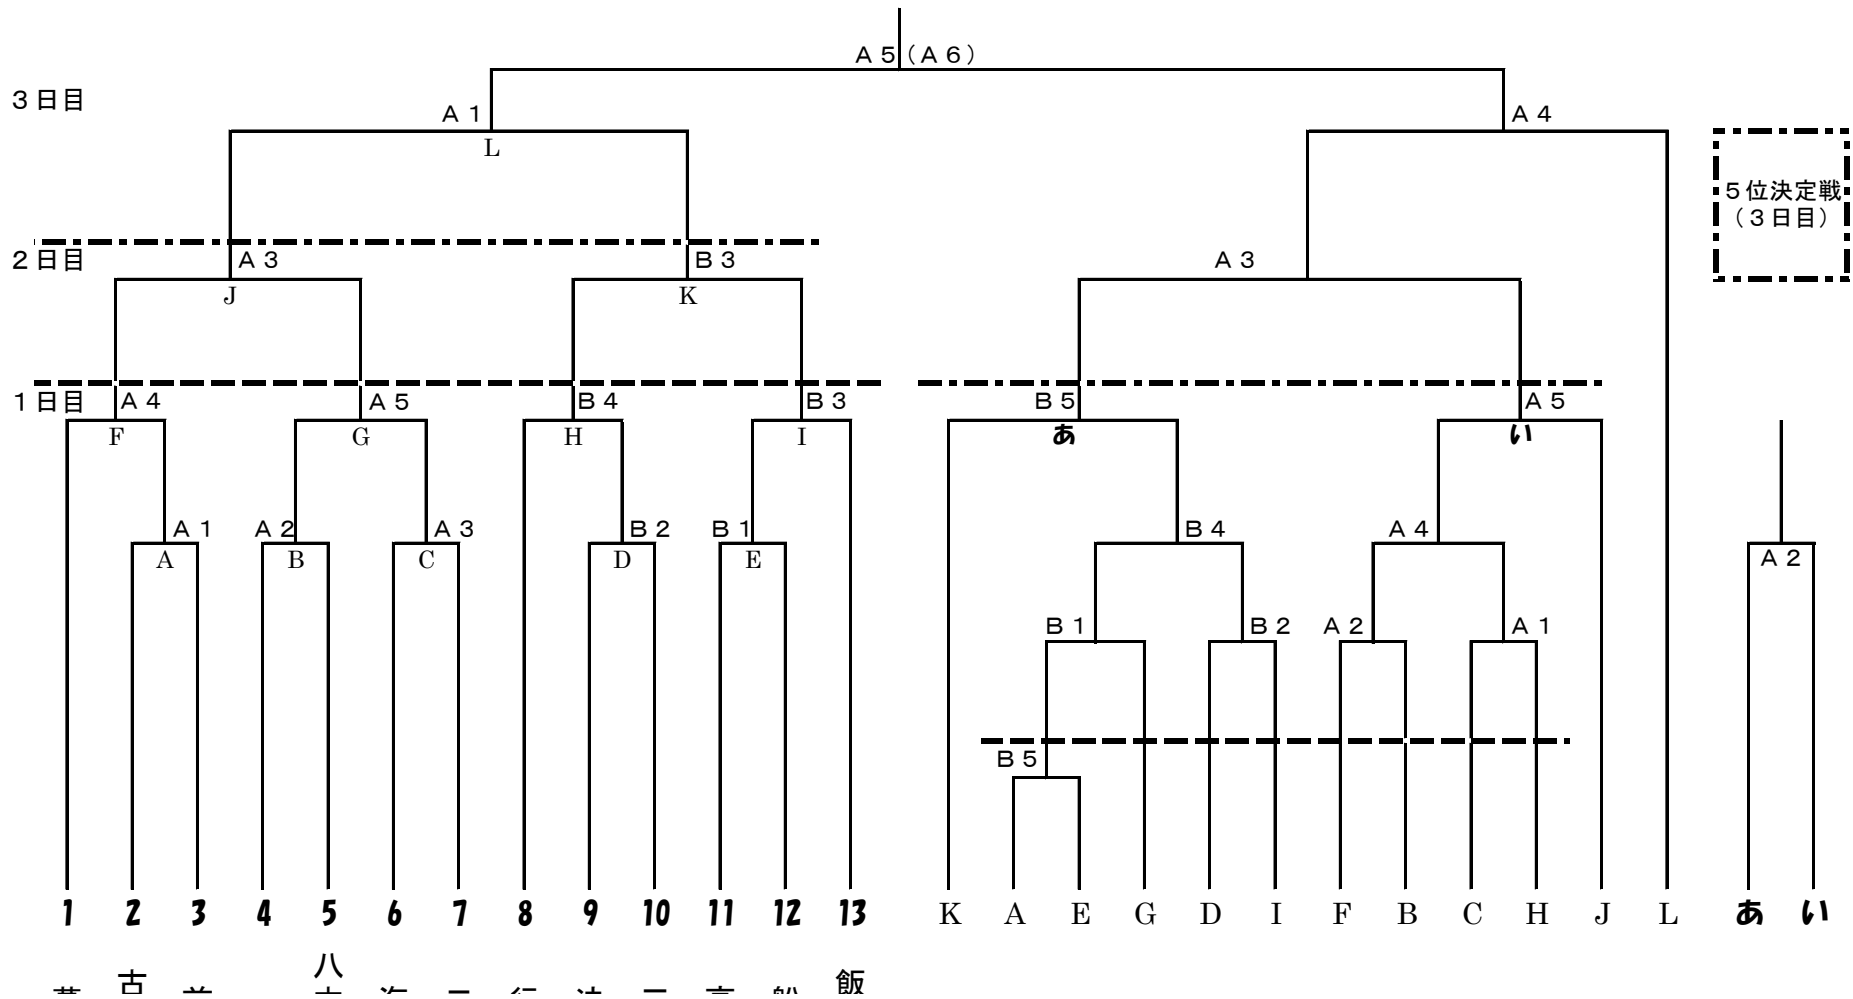 Ａ５（Ａ６）
３日目
Ａ１
Ａ４
L
５位決定戦
（３日目）
２日目
Ａ３
Ｂ３
Ａ３
J
K
１日目
Ａ４
Ａ５
Ｂ４
Ｂ３
Ｂ５
Ａ５
F
G
H
I
あ
い
Ａ１
Ａ２
Ａ３
Ｂ２
Ｂ１
Ｂ４
Ａ４
A
B
C
D
E
Ａ２
Ｂ１
Ｂ２
Ａ２
Ａ１
Ｂ５
1 2 3 4 5 6 7 8 9 10 11 12 13 K A E G D I F B C H J L あ い
八
古
飯